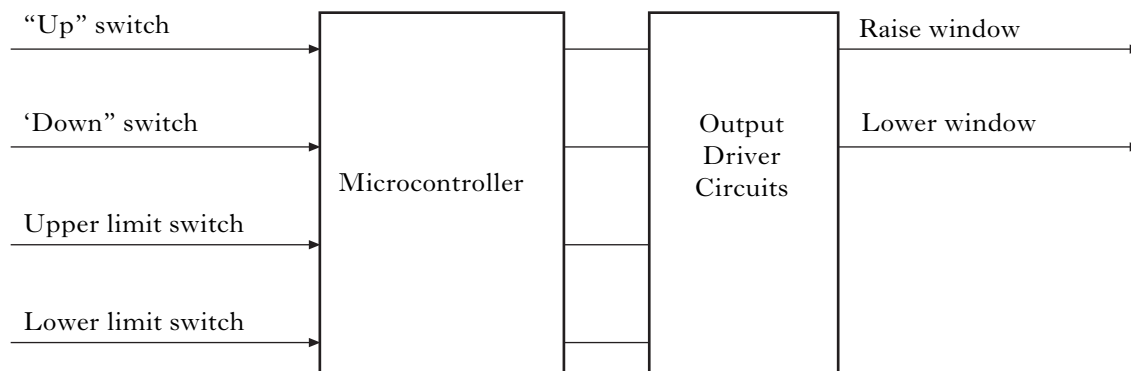 “Up” switch
‘Down” switch
Upper limit switch
Lower limit switch
Microcontroller
Output
Driver
Circuits
Raise window
Lower window